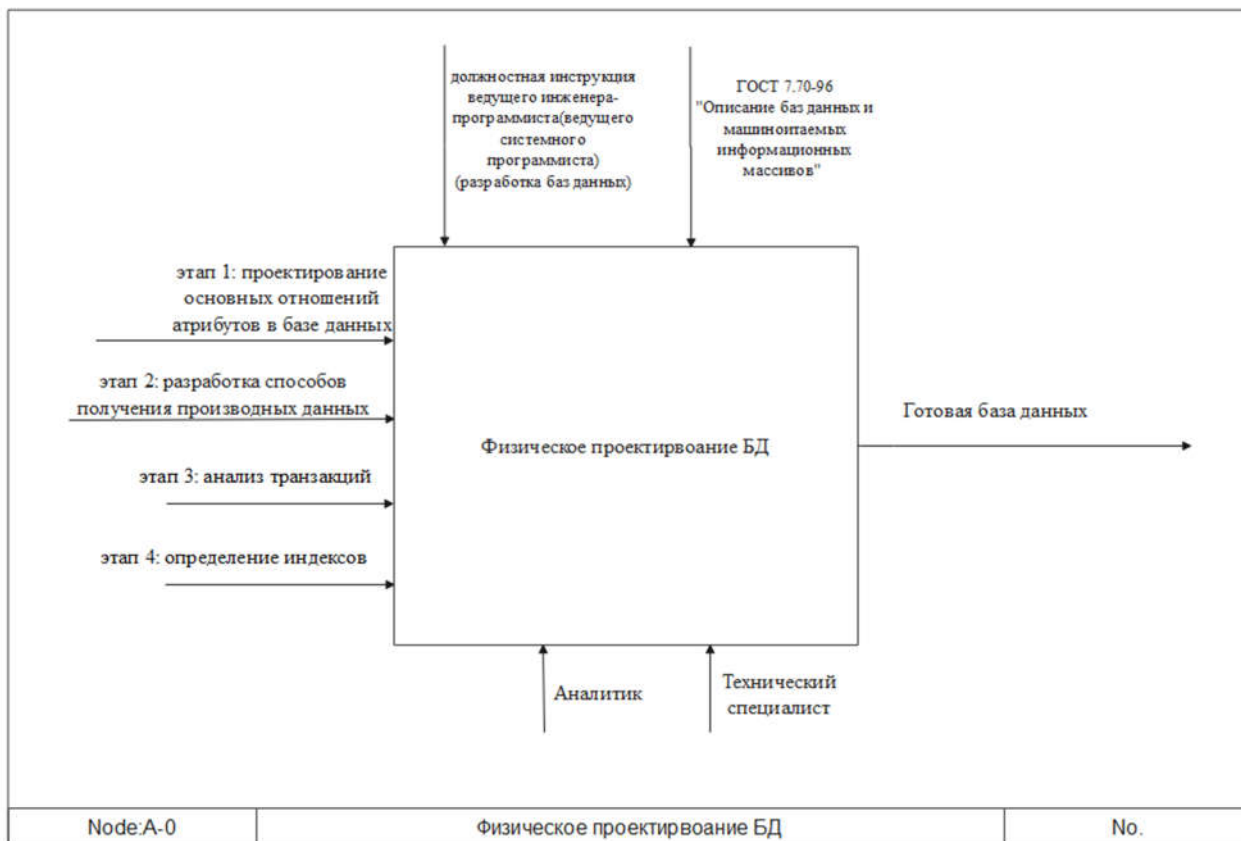 должностная инструкция
ведущего инженера-
программиста(ведущего
системного
программиста)
(разработка баз данных)
ГОСТ 7.70-96
"Описание баз данных и
машиноитаемых
информационных
массивов"
этап 1: проектирование
основных отношений
атрибутов в базе данных
этап 2: разработка способов
получения производных данных
этап 3: анализ транзакций
этап 4: определение индексов
Физическое проектирвоание БД
Готовая база данных
Аналитик
Технический
специалист
Node:A-0
Физическое проектирвоание БД
No.